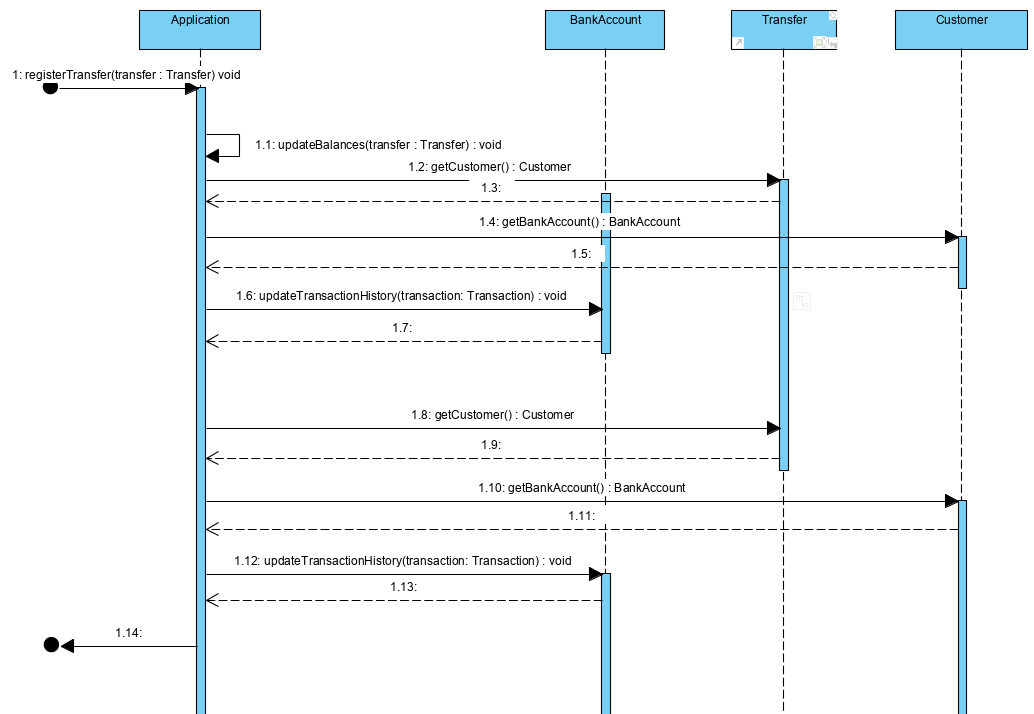 Application
BankAccount
Transfer
Customer
1: registerTransfer(transfer : Transfer) void
1.1: updateBalances(transfer : Transfer) : void
1.2: getCustomer() : Customer
1.3:
1.4: getBankAccount() : BankAccount
1.5:
1.6: updateTransactionHistory(transaction: Transaction) : void
1.7:
1.8: getCustomer() : Customer
1.9:
1.10: getBankAccount() : BankAccount
1.11:
1.12: updateTransactionHistory(transaction: Transaction) : void
1.13:
1.14: